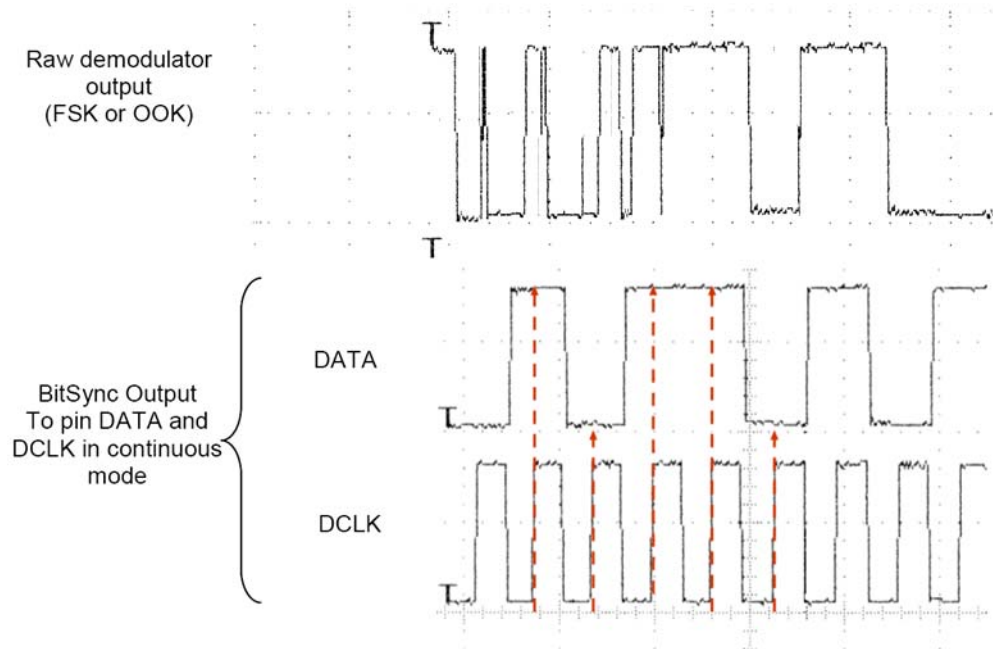 Raw demodulator
output
(FSK or OOK)
DATA
BitSync Output
To pin DATA and
DCLK in continuous
mode
DCLK